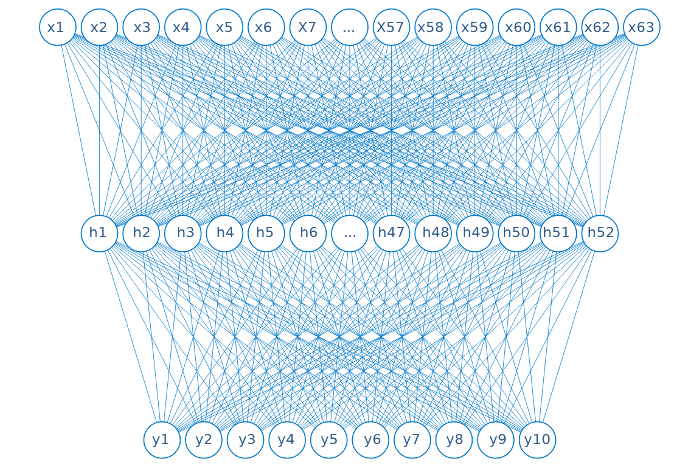 x1 x2 x3 x4 x5 x6 X7 ... X57 x58 x59 x60 x61 x62 x63
h1 h2 h3 h4 h5 h6 ... h47 h48 h49 h50 h51 h52
y1 y2 y3 y4 y5 y6 y7 y8 y9 y10